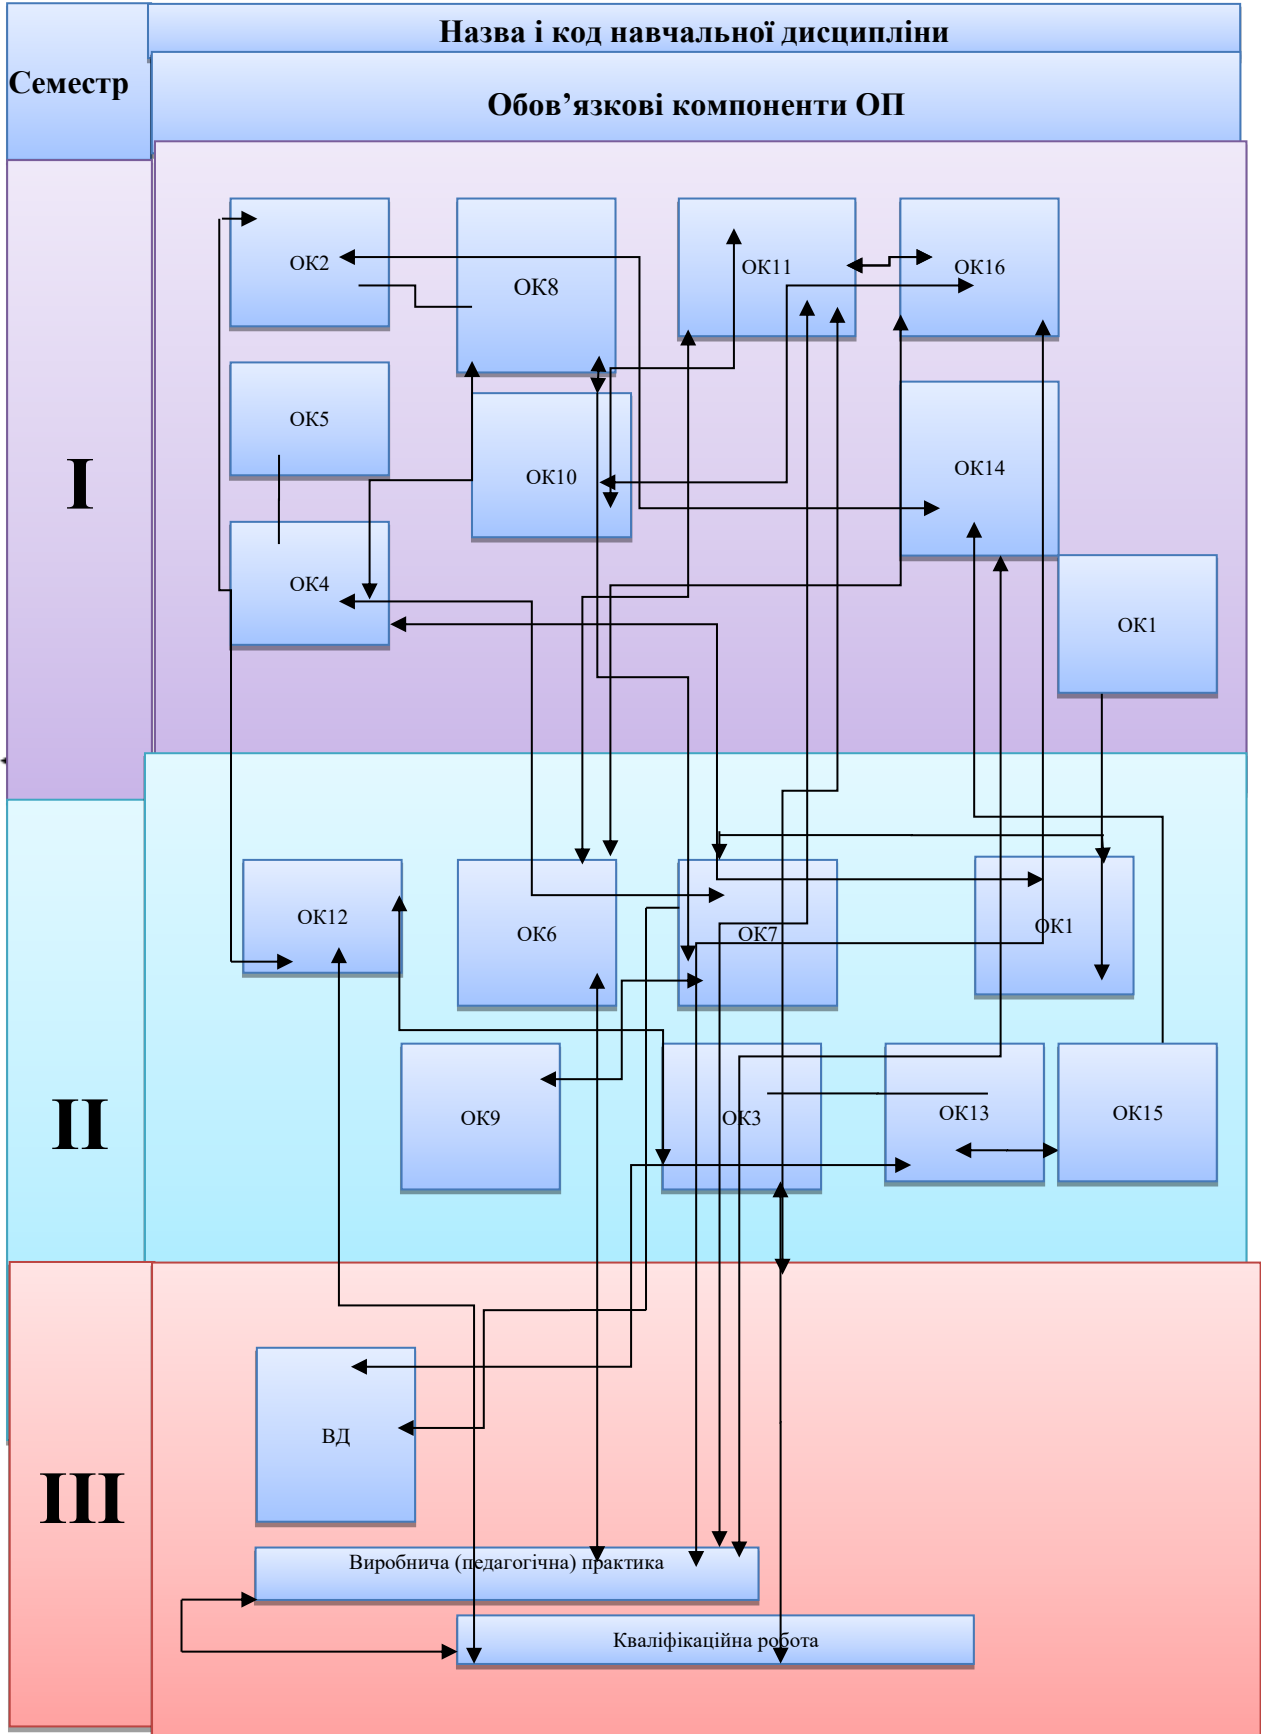 Назва і код навчальної дисципліни
Семестр
Обов’язкові компоненти ОП
I
ОК2
ОК8
ОК11
ОК16
ОК5
ОК10
ОК14
ОК4
ОК1
II
ОК12
ОК6
ОК7
ОК1
ОК9
ОК3
ОК13
ОК15
III
ВД
Виробнича (педагогічна) практика
Кваліфікаційна робота